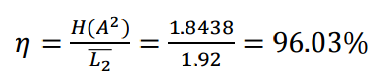 η = H(A²) / L̅₂ = 1.8438 / 1.92 = 96.03%